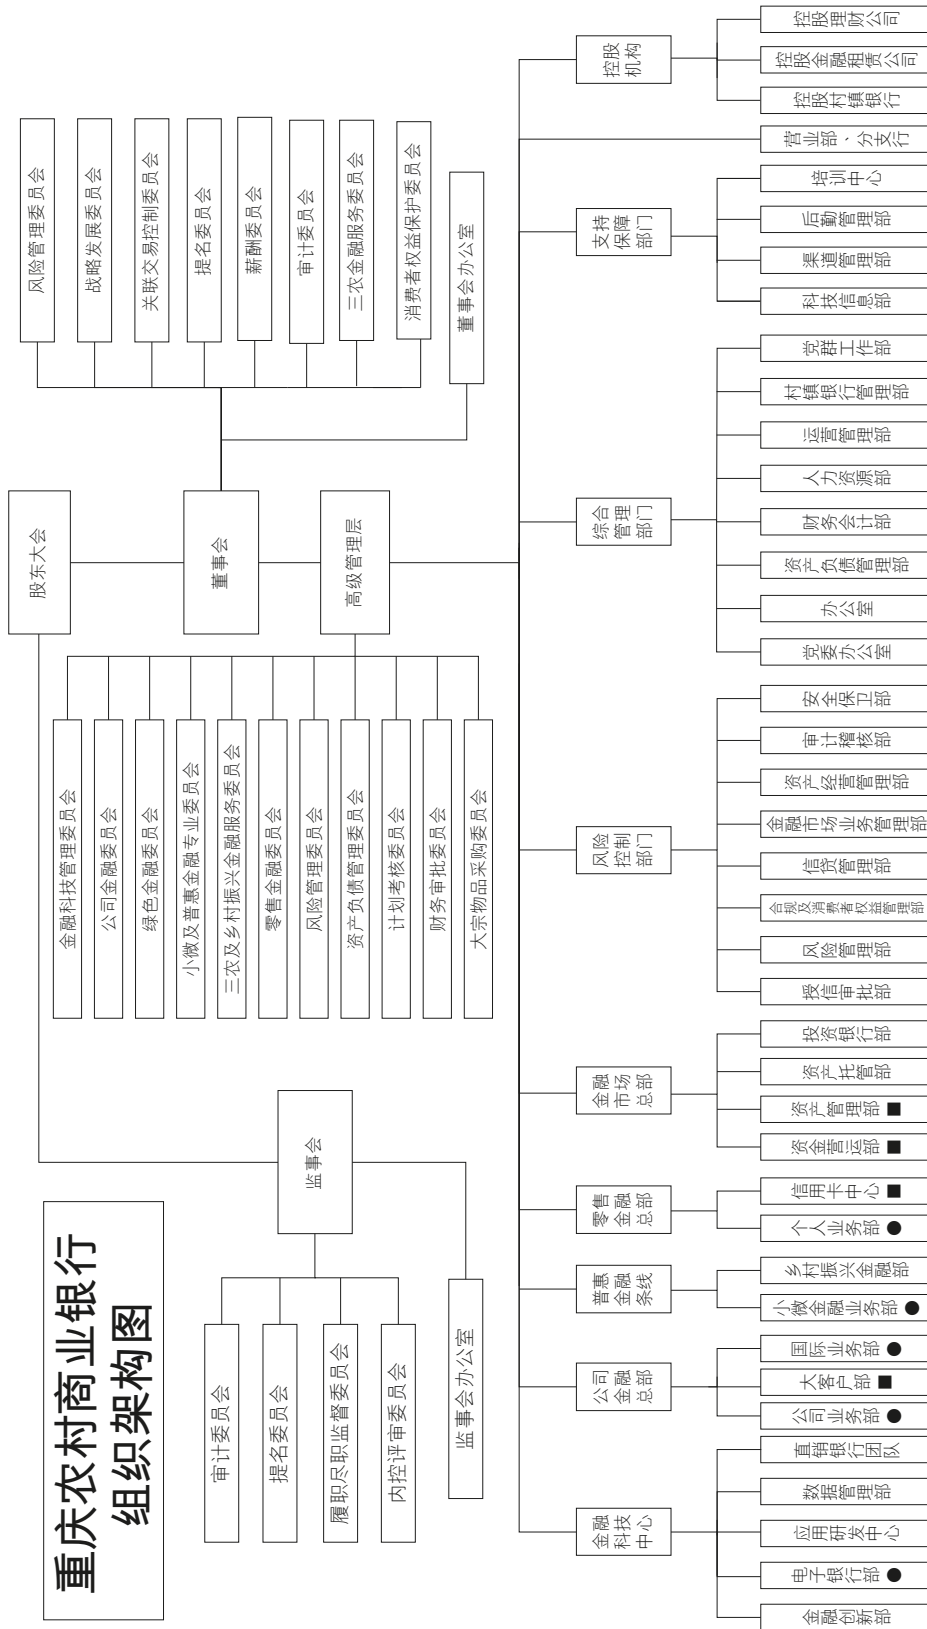 重庆农村商业银行
组织架构图
股东大会
监事会
审计委员会
提名委员会
履职尽职监督委员会
内控评审委员会
监事会办公室
董事会
风险管理委员会
战略发展委员会
关联交易控制委员会
提名委员会
薪酬委员会
审计委员会
三农金融服务委员会
消费者权益保护委员会
董事会办公室
高级管理层
金融科技管理委员会
公司金融委员会
绿色金融委员会
小微及普惠金融专业委员会
三农及乡村振兴金融服务委员会
零售金融委员会
风险管理委员会
资产负债管理委员会
计划考核委员会
财务审批委员会
大宗物品采购委员会
金融
科技
中心
金融创新部
电子银行部 ●
应用研发中心
数据管理部
直销银行团队
公司
金融
总部
公司业务部 ●
大客户部 ■
国际业务部 ●
普惠
金融
条线
小微金融业务部 ●
乡村振兴金融部
零售
金融
总部
个人业务部 ●
信用卡中心 ■
金融
市场
总部
资金营运部 ■
资产管理部 ■
资产托管部
投资银行部
风险
控制
部门
授信审批部
风险管理部
合规及消费者权益管理部
信贷管理部
金融市场业务管理部
资产经营管理部
审计稽核部
安全保卫部
综合
管理
部门
党委办公室
办公室
资产负债管理部
财务会计部
人力资源部
运营管理部
村镇银行管理部
党群工作部
支持
保障
部门
科技信息部
渠道管理部
后勤管理部
培训中心
营业部、分支行
控股
机构
控股村镇银行
控股金融租赁公司
控股理财公司